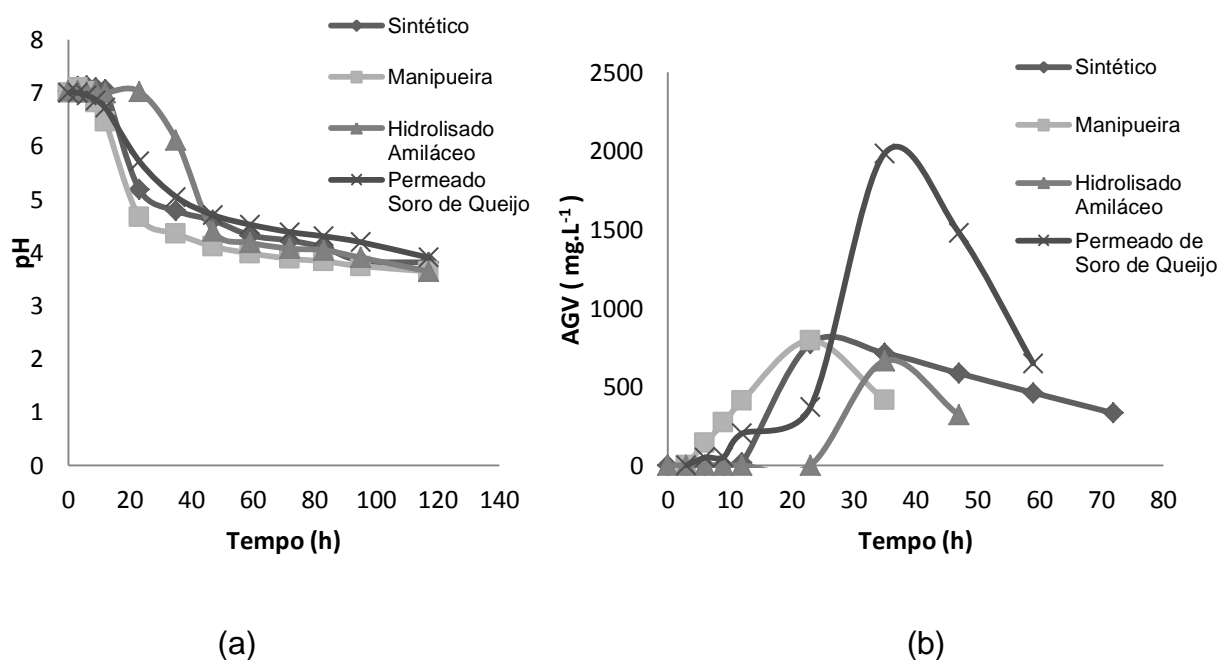 8
7
6
5
4
3
2
1
0
pH
0 20 40 60 80 100 120 140
Tempo (h)
Sintético
Manipueira
Hidrolisado
Amiláceo
Permeado
Soro de Queijo
(a)
2500
2000
1500
1000
500
0
AGV ( mg.L-1 )
0 10 20 30 40 50 60 70 80
Tempo (h)
Sintético
Manipueira
Hidrolisado
Amiláceo
Permeado de
Soro de Queijo
(b)